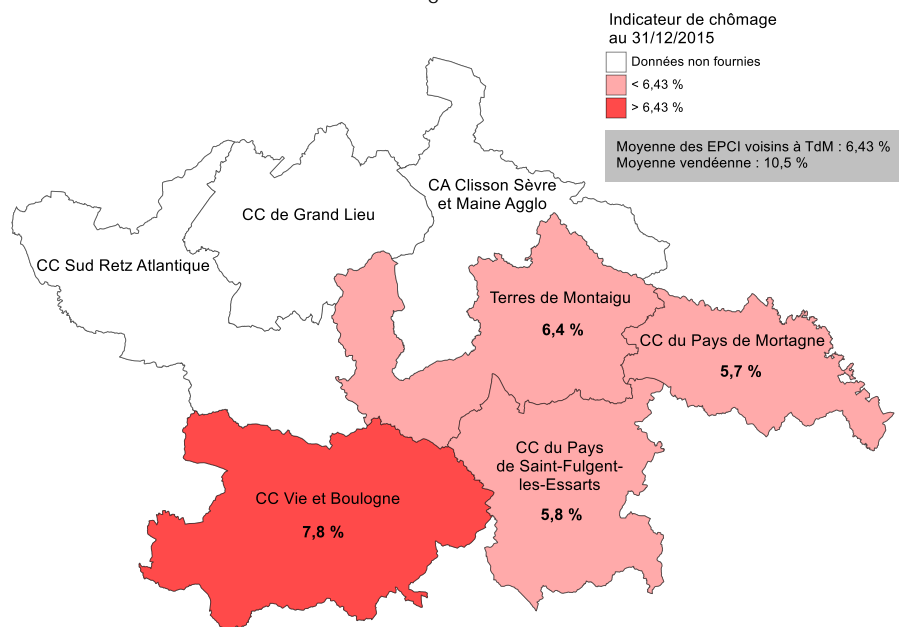 Indicateur de chômage
au 31/12/2015
Données non fournies
< 6,43 %
> 6,43 %
Moyenne des EPCI voisins à TdM : 6,43 %
Moyenne vendéenne : 10,5 %
CA Clisson Sèvre
et Maine Agglo
CC de Grand Lieu
CC Sud Retz Atlantique
Terres de Montaigu
6,4 %
CC du Pays de Mortagne
5,7 %
CC du Pays
de Saint-Fulgent-
les-Essarts
5,8 %
CC Vie et Boulogne
7,8 %